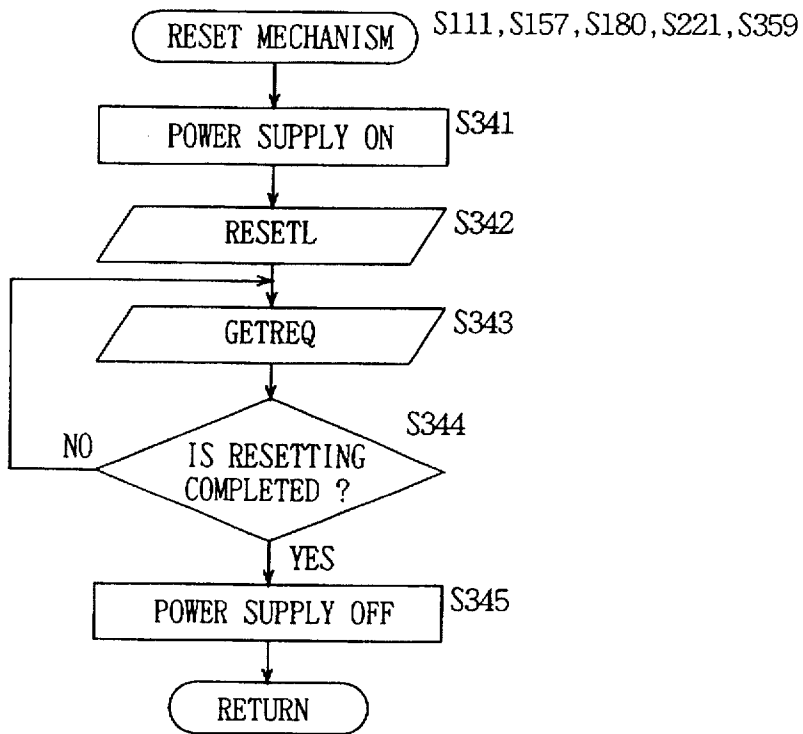 RESET MECHANISM S111,S157,S180,S221,S359
POWER SUPPLY ON S341
RESETL S342
GETREQ S343
S344
NO
IS RESETTING
COMPLETED ?
YES
POWER SUPPLY OFF S345
RETURN